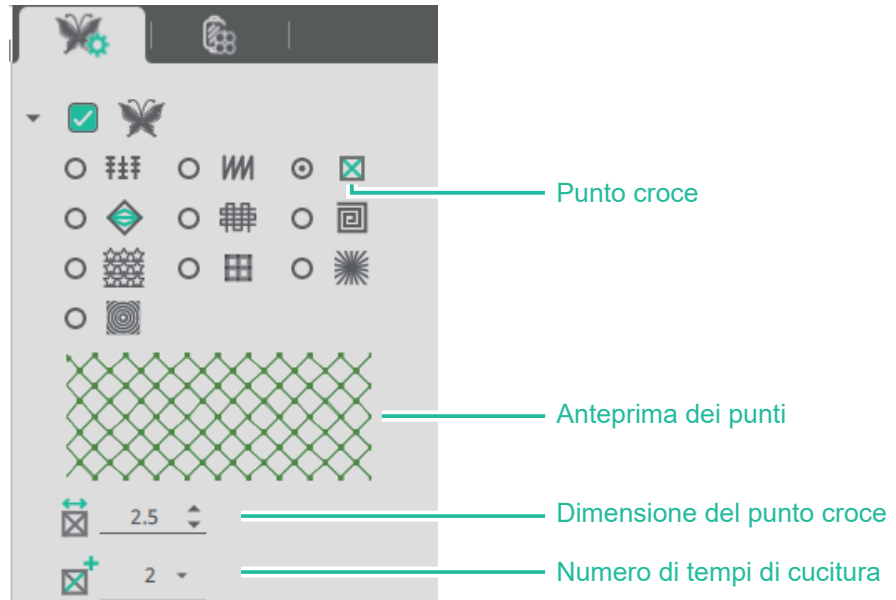 Punto croce
Anteprima dei punti
2.5
Dimensione del punto croce
2
Numero di tempi di cucitura